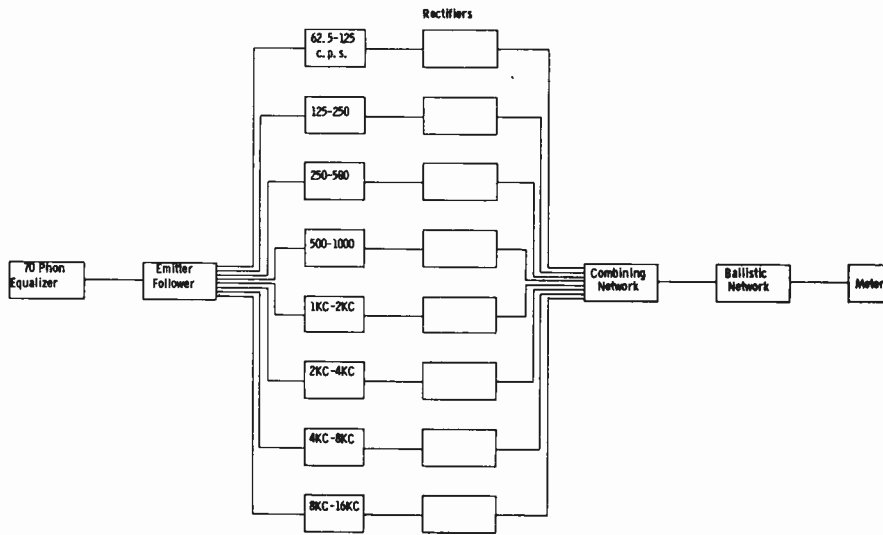 Rectifiers
62.5-125
c.p.s.
125-250
250-500
500-1000
1KC-2KC
2KC-4KC
4KC-8KC
8KC-16KC
70 Phon
Equalizer
Emitter
Follower
Combining
Network
Ballistic
Network
Meter